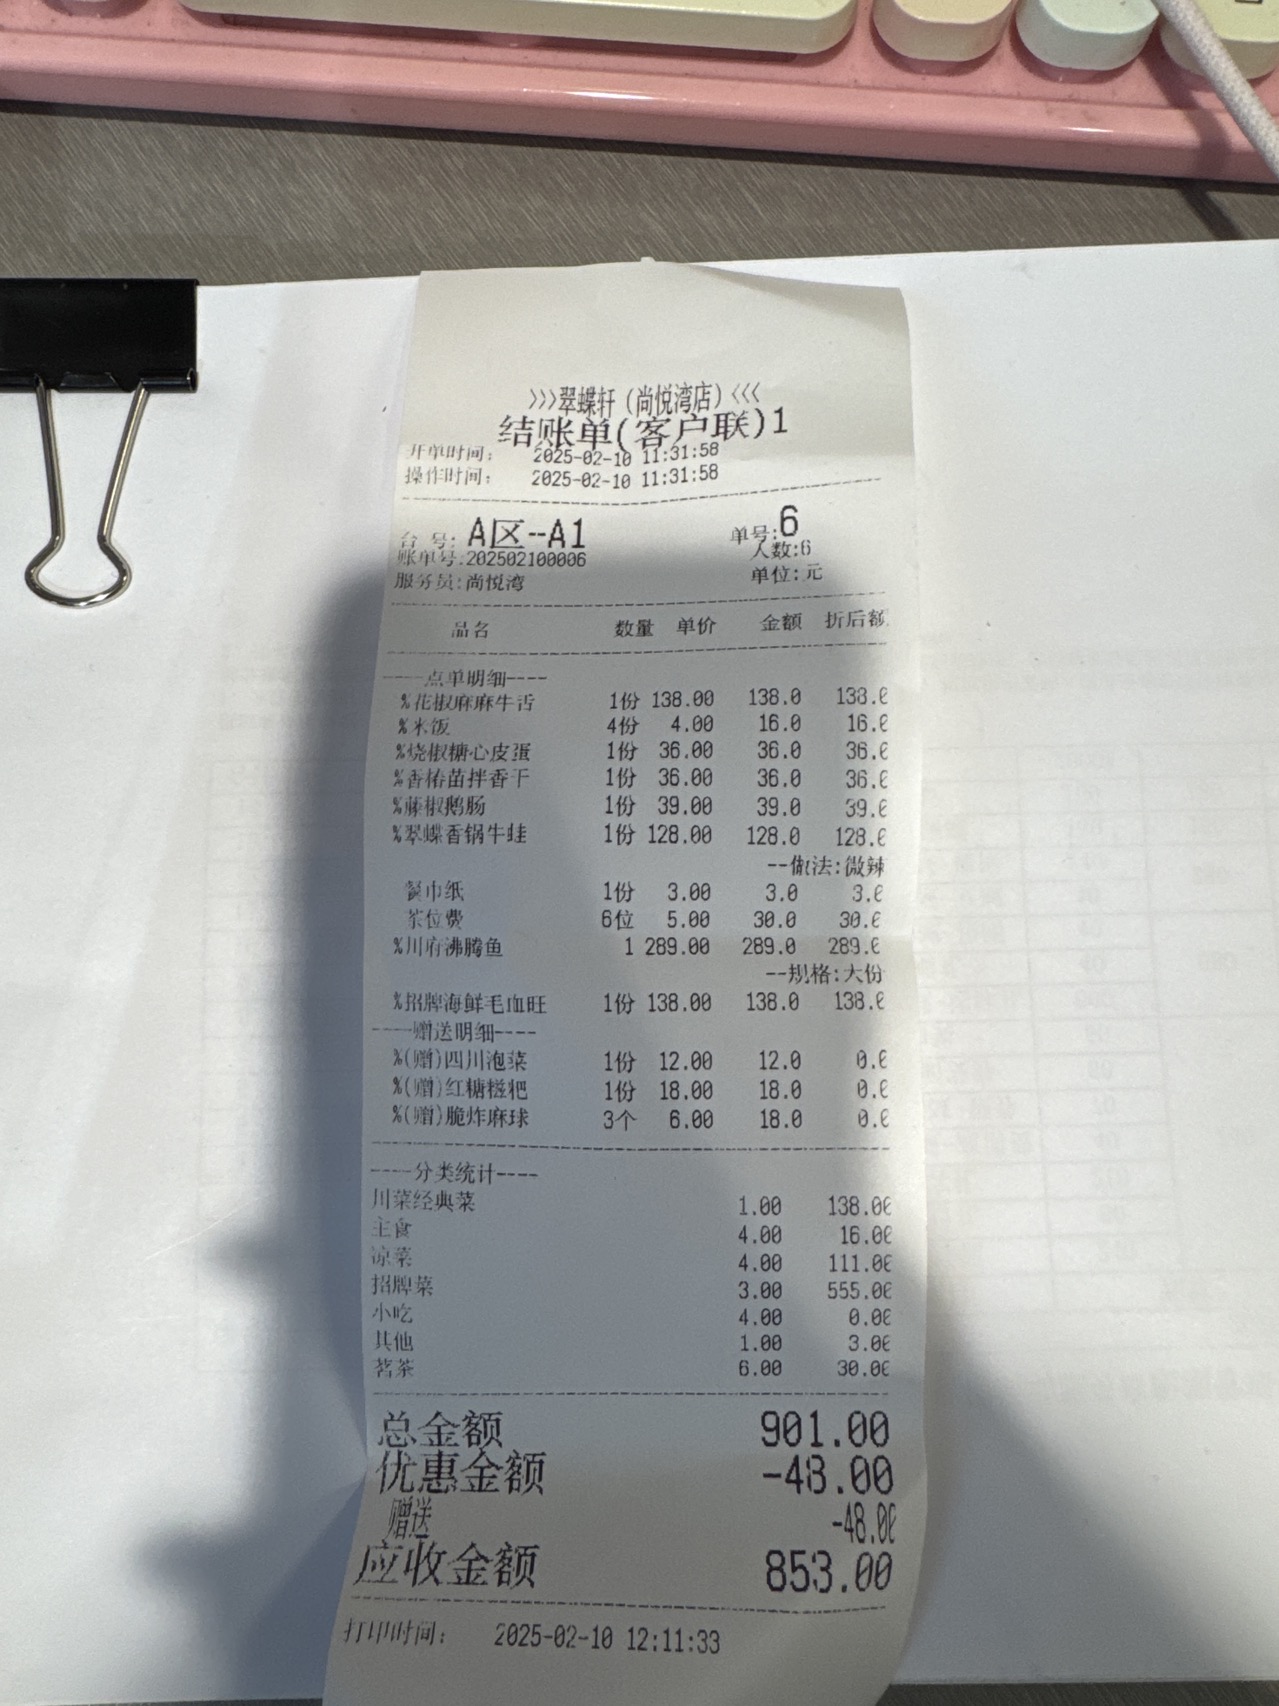 >>>翠蝶轩（尚悦湾店）<<<
结账单(客户联)1
开单时间： 2025-02-10 11:31:58
操作时间： 2025-02-10 11:31:58
台 号: A区--A1 单号:6
账单号:202502100006 人数:6
服务员:尚悦湾 单位:元
品名 数量 单价 金额 折后额
----点单明细----
%花椒麻麻牛舌 1份 138.00 138.0 138.0
%米饭 4份 4.00 16.0 16.0
%烧椒糖心皮蛋 1份 36.00 36.0 36.0
%香椿苗拌香干 1份 36.00 36.0 36.0
%藤椒鹅肠 1份 39.00 39.0 39.0
%翠蝶香锅牛蛙 1份 128.00 128.0 128.0
--做法:微辣
餐巾纸 1份 3.00 3.0 3.0
茶位费 6位 5.00 30.0 30.0
%川府沸腾鱼 1 289.00 289.0 289.0
--规格:大份
%招牌海鲜毛血旺 1份 138.00 138.0 138.0
----赠送明细----
%(赠)四川泡菜 1份 12.00 12.0 0.0
%(赠)红糖糍粑 1份 18.00 18.0 0.0
%(赠)脆炸麻球 3个 6.00 18.0 0.0
----分类统计----
川菜经典菜 1.00 138.00
主食 4.00 16.00
凉菜 4.00 111.00
招牌菜 3.00 555.00
小吃 4.00 0.00
其他 1.00 3.00
茗茶 6.00 30.00
总金额 901.00
优惠金额 -48.00
赠送 -48.00
应收金额 853.00
打印时间： 2025-02-10 12:11:33